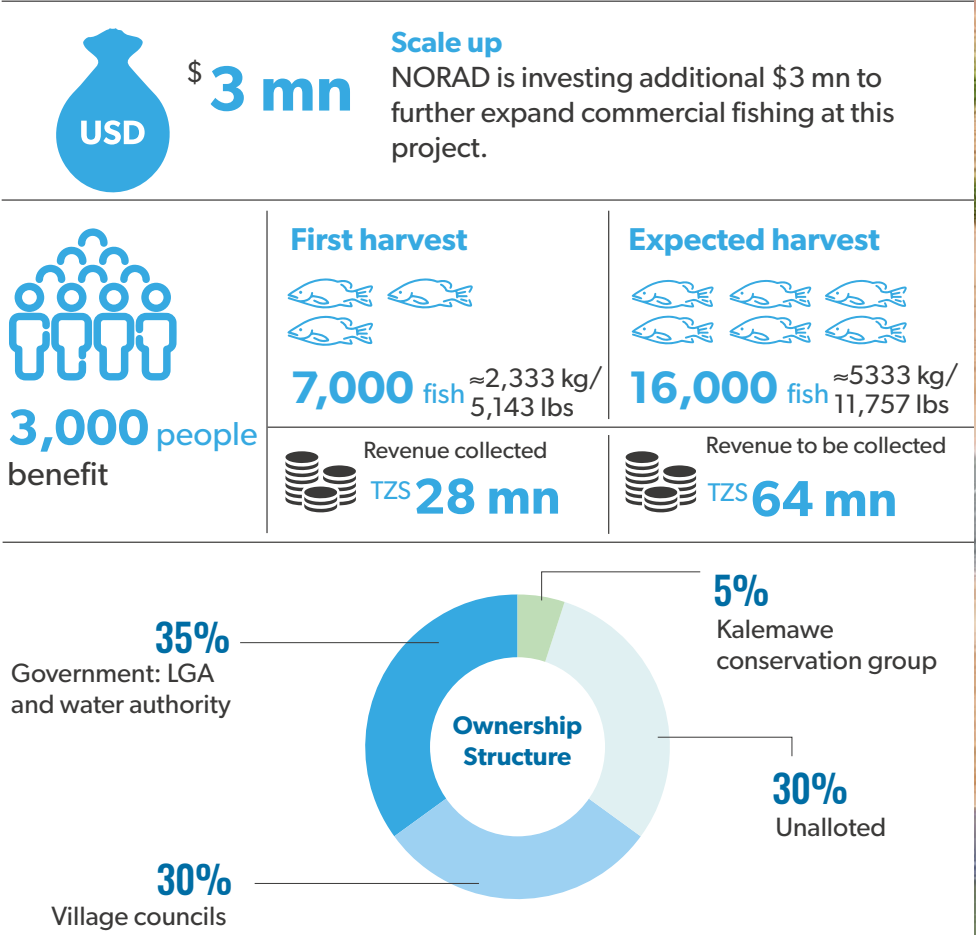 USD
$ 3 mn
Scale up
NORAD is investing additional $3 mn to
further expand commercial fishing at this
project.
3,000 people
benefit
First harvest
7,000 fish ≈2,333 kg/
5,143 lbs
Revenue collected
TZS 28 mn
Expected harvest
16,000 fish ≈5333 kg/
11,757 lbs
Revenue to be collected
TZS 64 mn
Ownership
Structure
5%
Kalemawe
conservation group
35%
Government: LGA
and water authority
30%
Unalloted
30%
Village councils